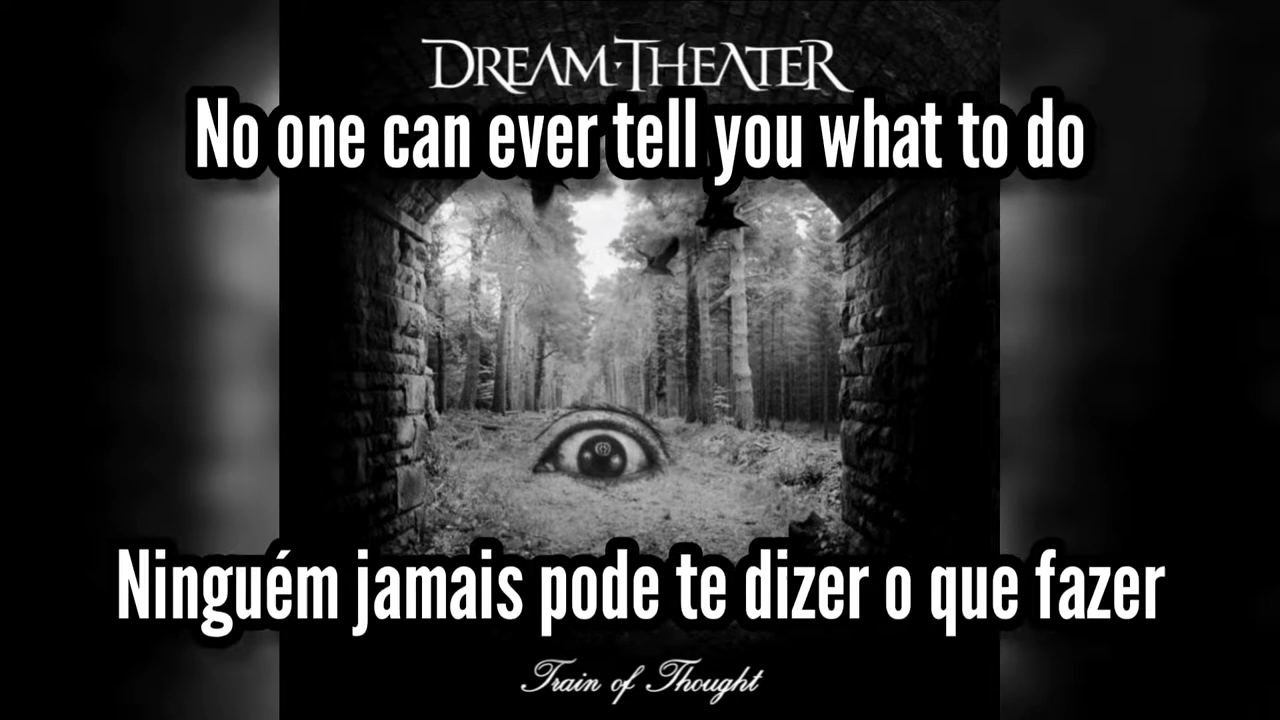 DREAM THEATER
No one can ever tell you what to do
Ninguém jamais pode te dizer o que fazer
Train of Thought